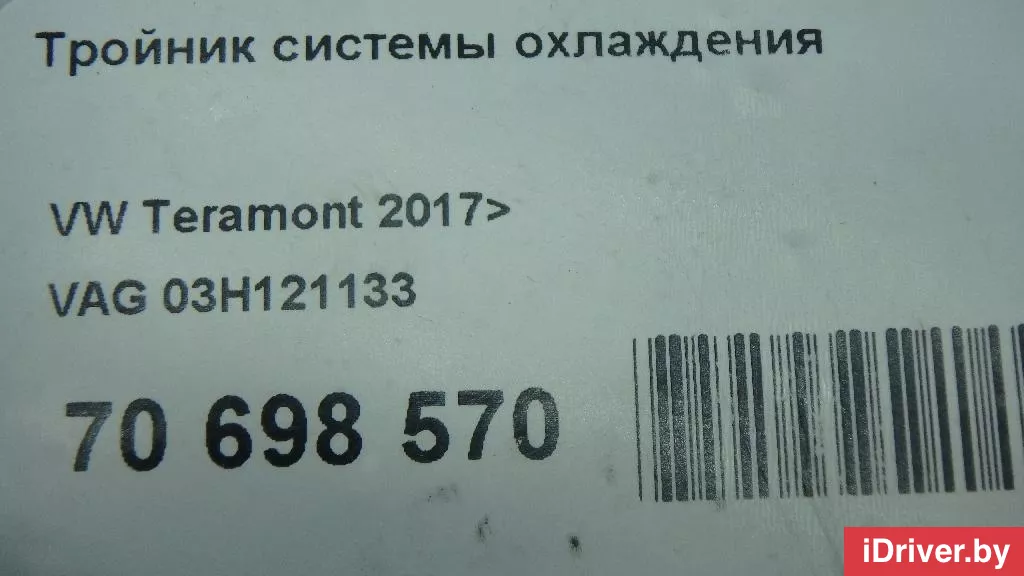 Тройник системы охлаждения
VW Teramont 2017>
VAG 03H121133
70 698 570
iDriver.by